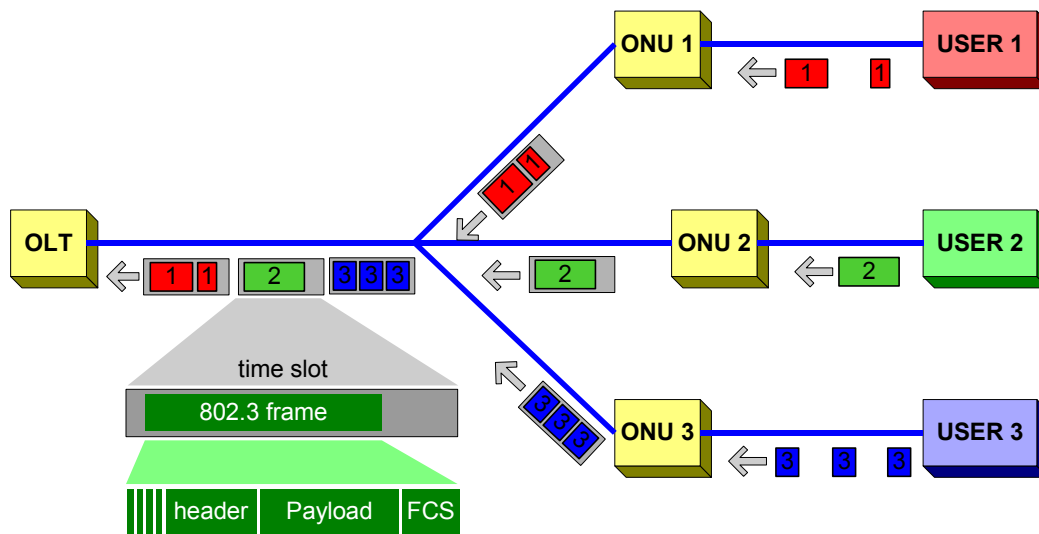 ONU 1
USER 1
1
1
1
1
OLT
ONU 2
USER 2
1
1
2
3
3
3
2
2
time slot
802.3 frame
3
3
3
ONU 3
USER 3
3
3
3
header
Payload
FCS